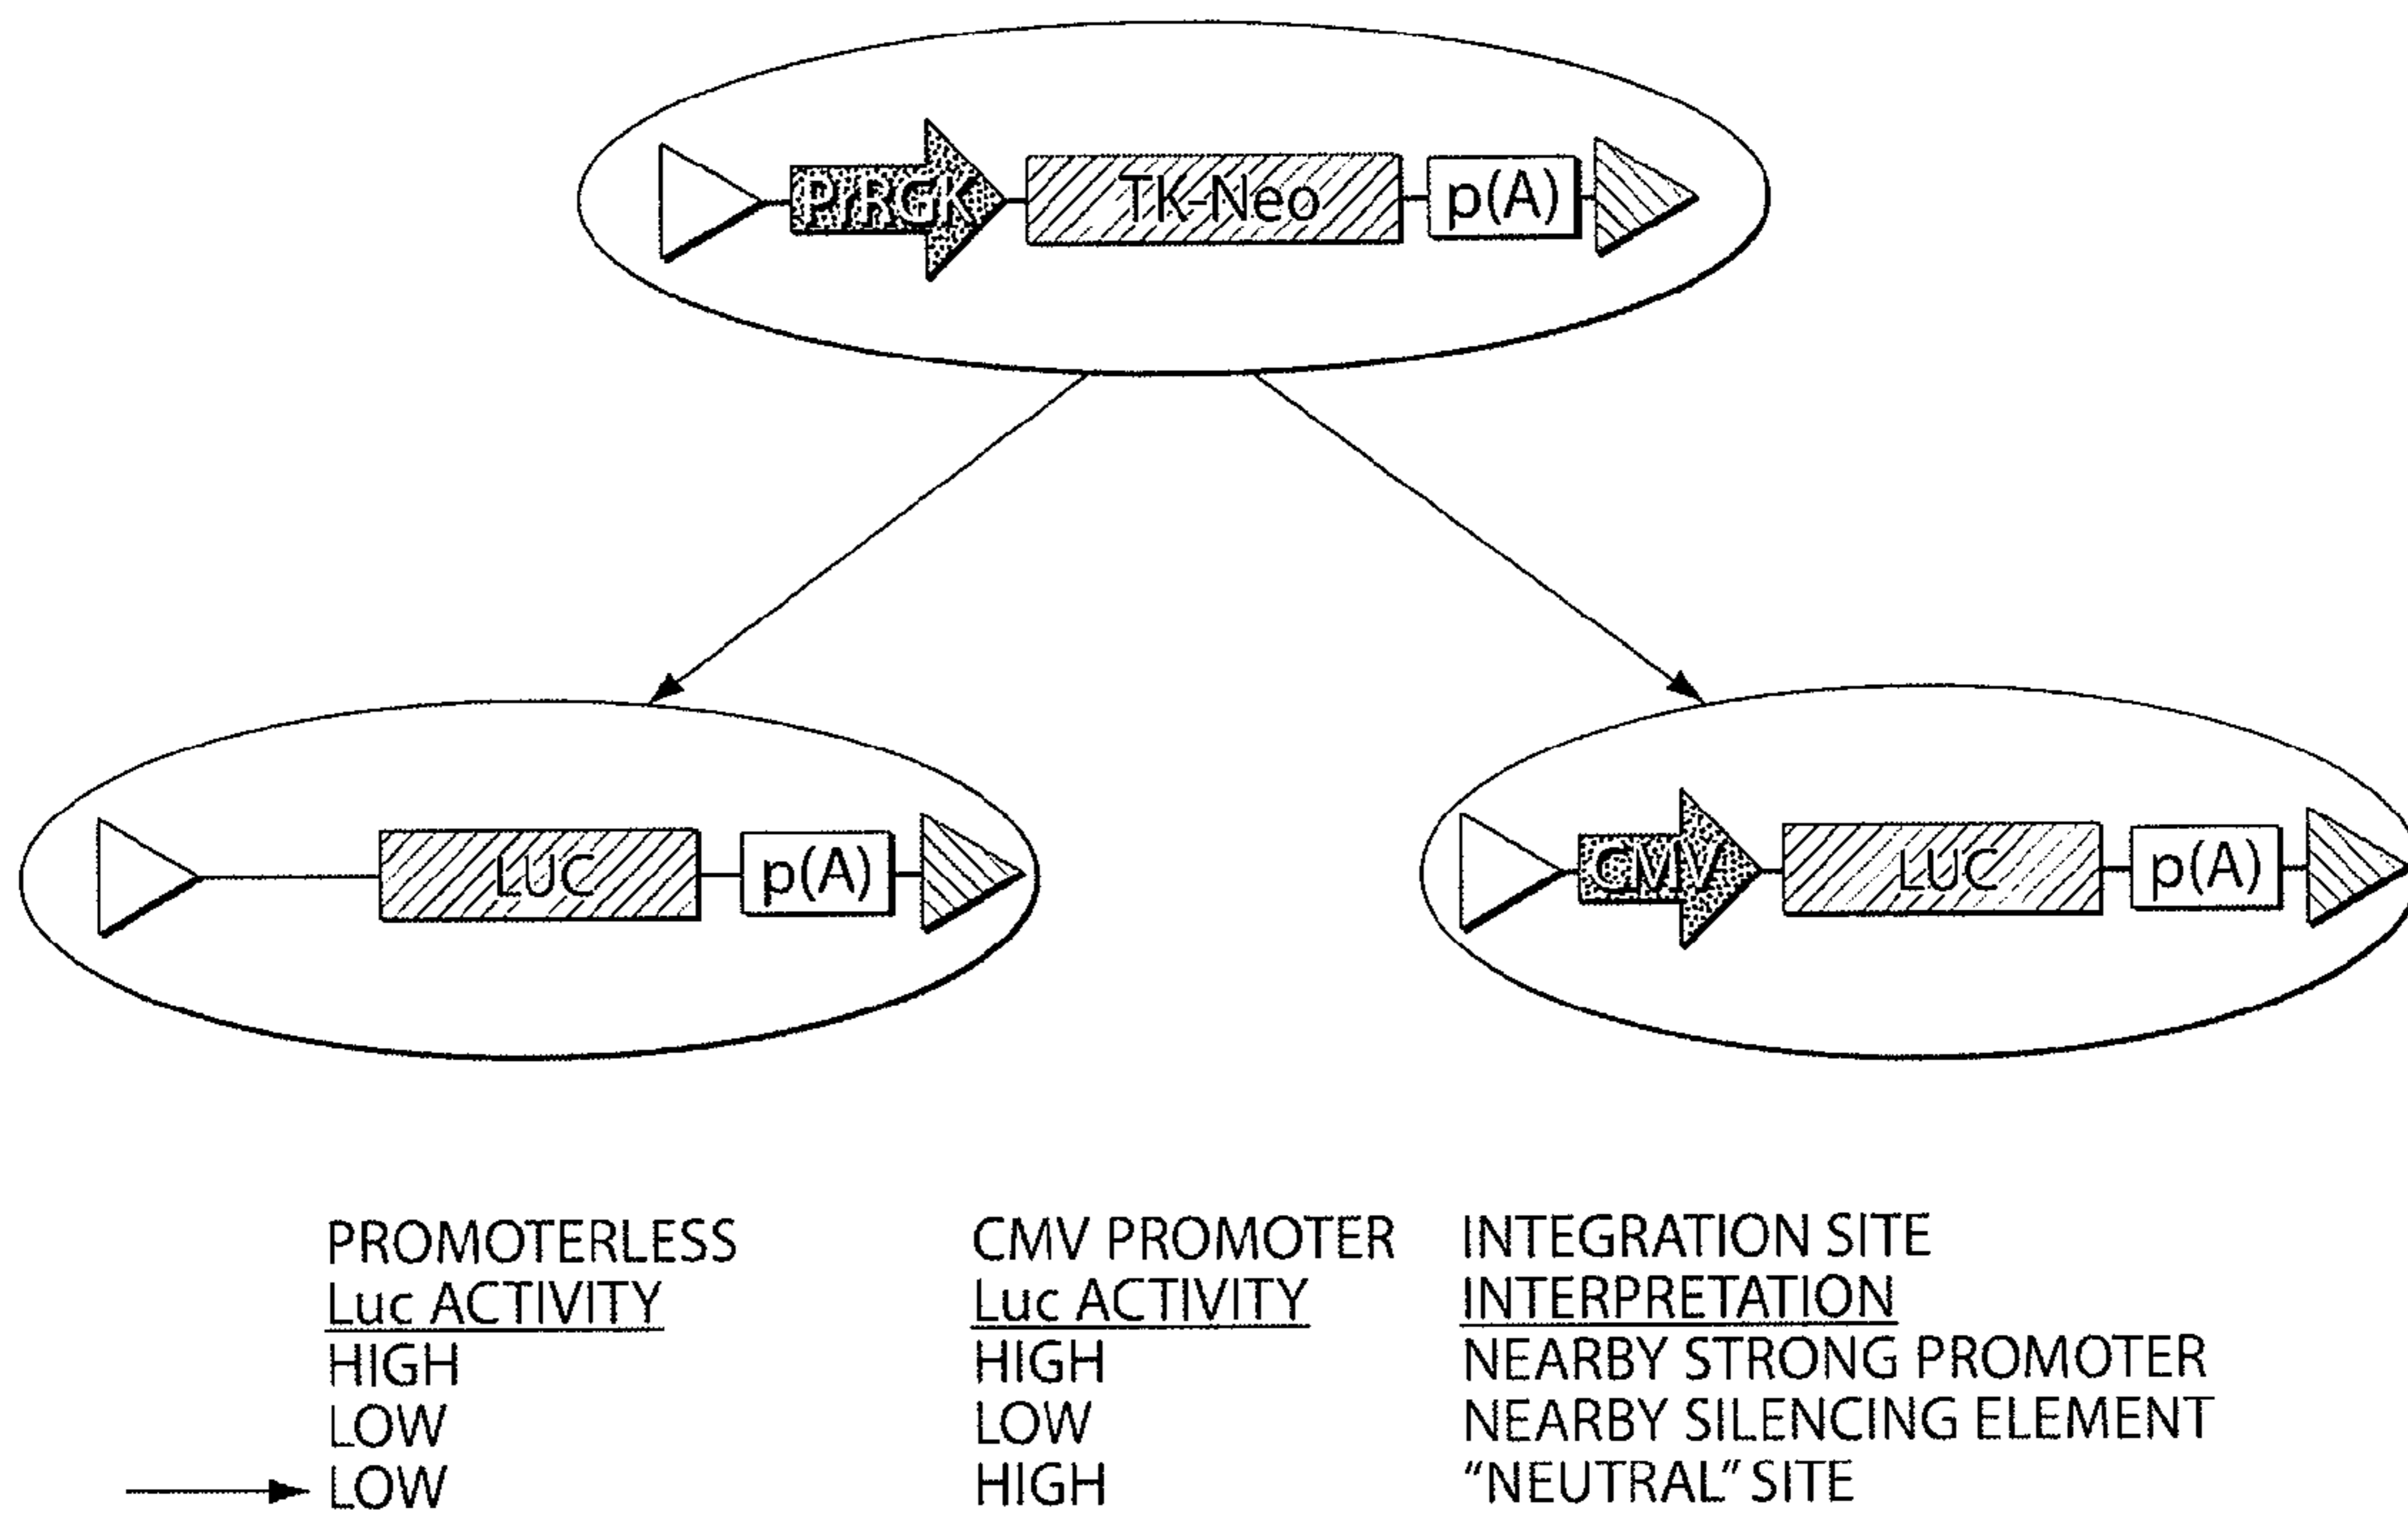 TK-Neo
p(A)
LUC
p(A)
CMV
LUC
p(A)
PROMOTERLESS CMV PROMOTER INTEGRATION SITE
Luc ACTIVITY Luc ACTIVITY INTERPRETATION
HIGH HIGH NEARBY STRONG PROMOTER
LOW LOW NEARBY SILENCING ELEMENT
LOW HIGH “NEUTRAL” SITE